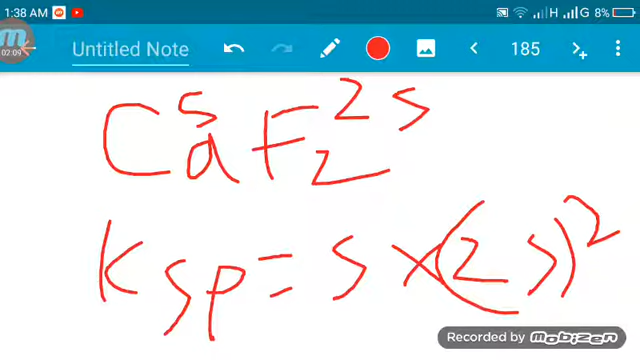 1:38 AM H G 8%
02:09 Untitled Note 185
s 2s
CaF2
Ksp = s × (2s)²
Recorded by mobizen